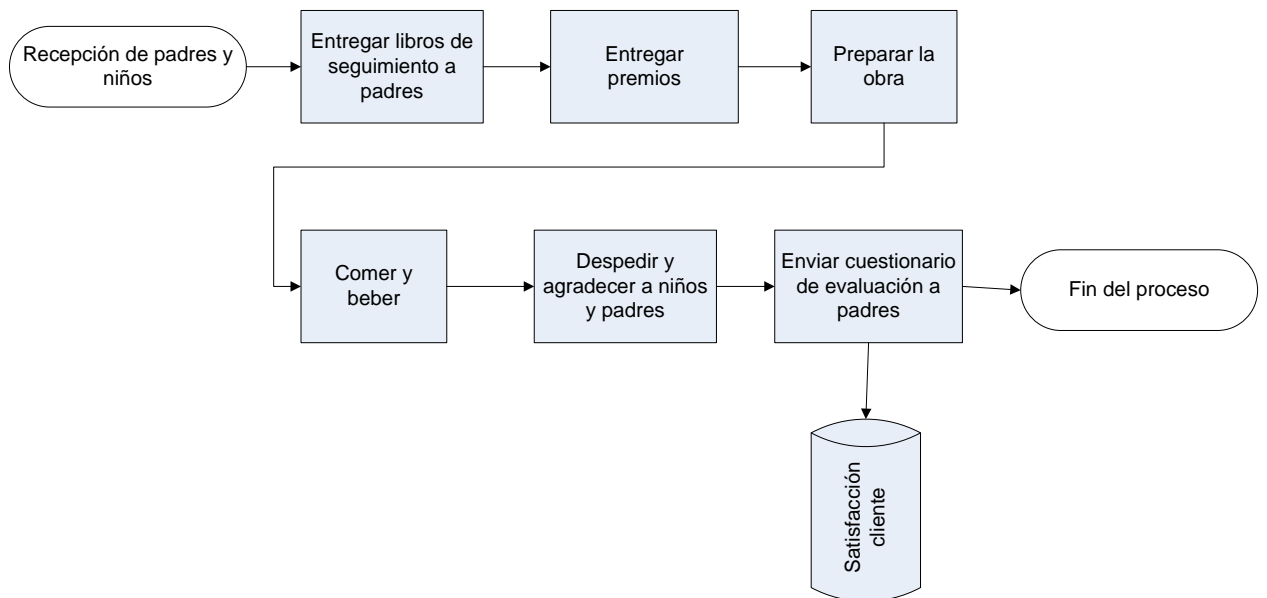 Recepción de padres y
niños
Entregar libros de
seguimiento a
padres
Entregar
premios
Preparar la
obra
Comer y
beber
Despedir y
agradecer a niños
y padres
Enviar cuestionario
de evaluación a
padres
Fin del proceso
Satisfacción
cliente